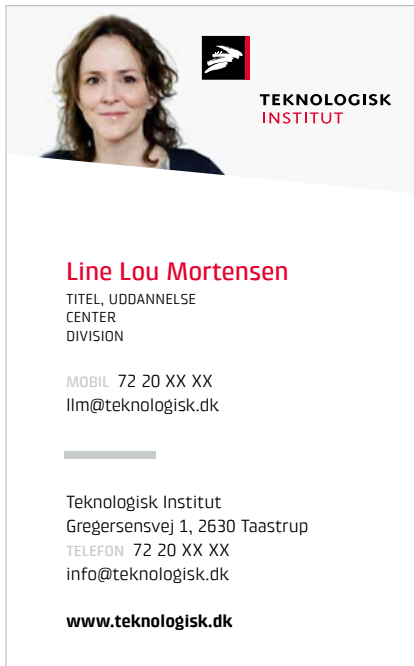 TEKNOLOGISK
INSTITUT
Line Lou Mortensen
TITEL, UDDANNELSE
CENTER
DIVISION
MOBIL 72 20 XX XX
llm@teknologisk.dk
Teknologisk Institut
Gregersensvej 1, 2630 Taastrup
TELEFON 72 20 XX XX
info@teknologisk.dk
www.teknologisk.dk